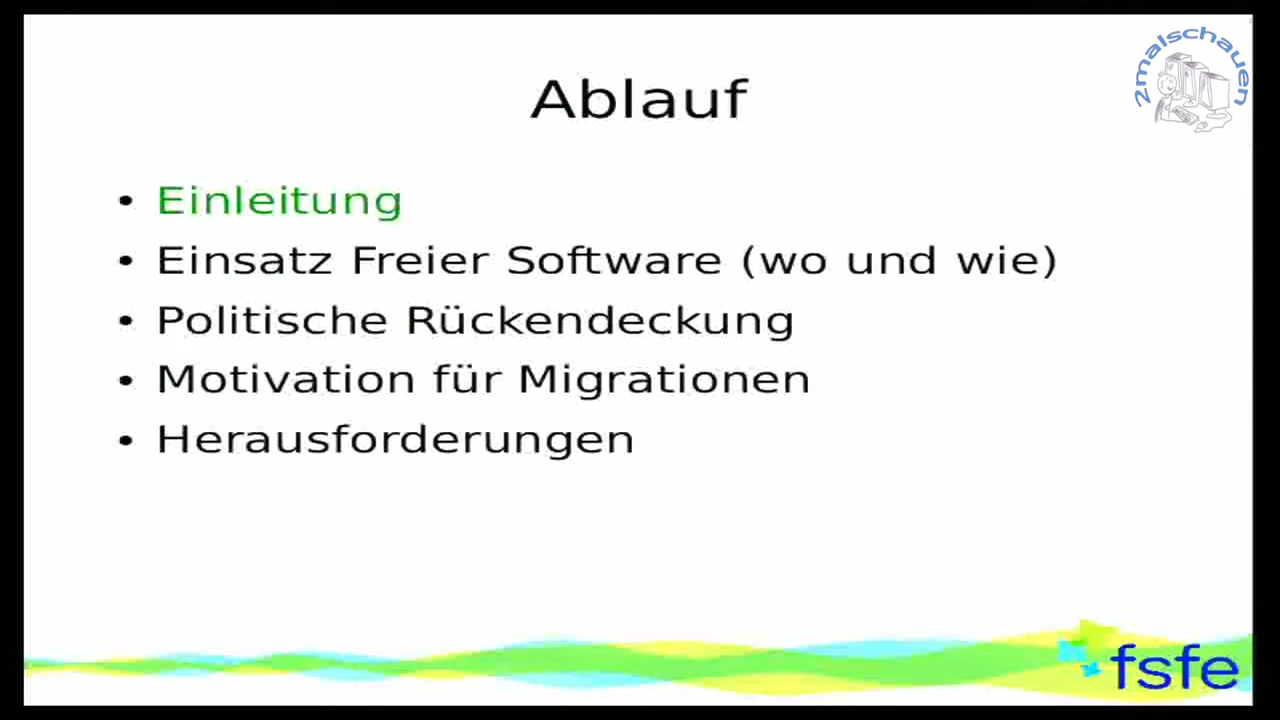 2malschauen
Ablauf
• Einleitung
• Einsatz Freier Software (wo und wie)
• Politische Rückendeckung
• Motivation für Migrationen
• Herausforderungen
fsfe